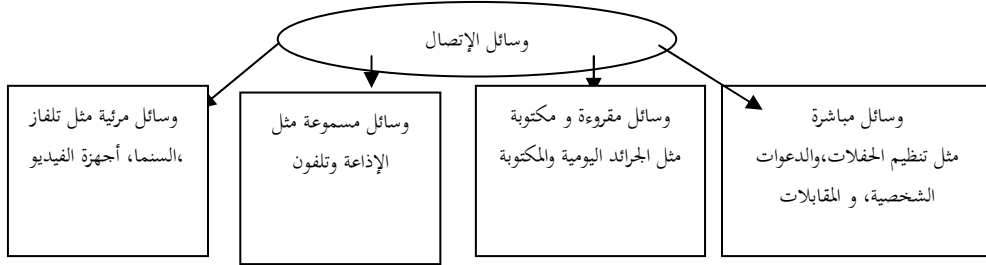 وسائل الإتصال
وسائل مباشرة
مثل تنظيم الحفلات،والدعوات
الشخصية، و المقابلات
وسائل مقروءة و مكتوبة
مثل الجرائد اليومية والمكتوبة
وسائل مسموعة مثل
الإذاعة وتلفون
وسائل مرئية مثل تلفاز
،السنما، أجهزة الفيديو